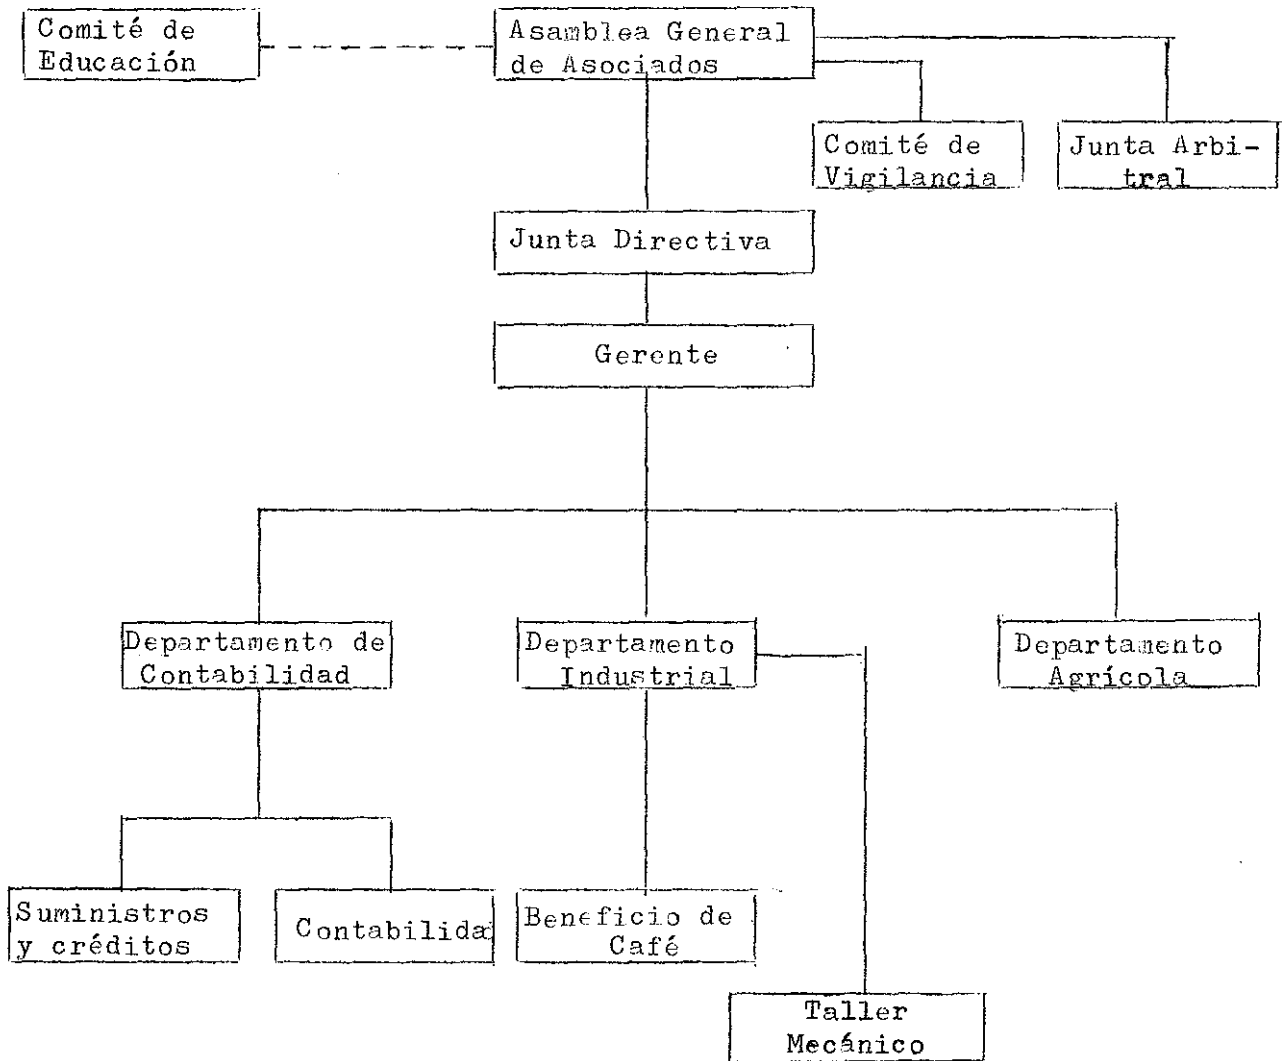 Comité de
Educación
Asamblea General
de Asociados
Comité de
Vigilancia
Junta Arbi-
tral
Junta Directiva
Gerente
Departamento de
Contabilidad
Departamento
Industrial
Departamento
Agrícola
Suministros
y créditos
Contabilida
Beneficio de
Café
Taller
Mecánico